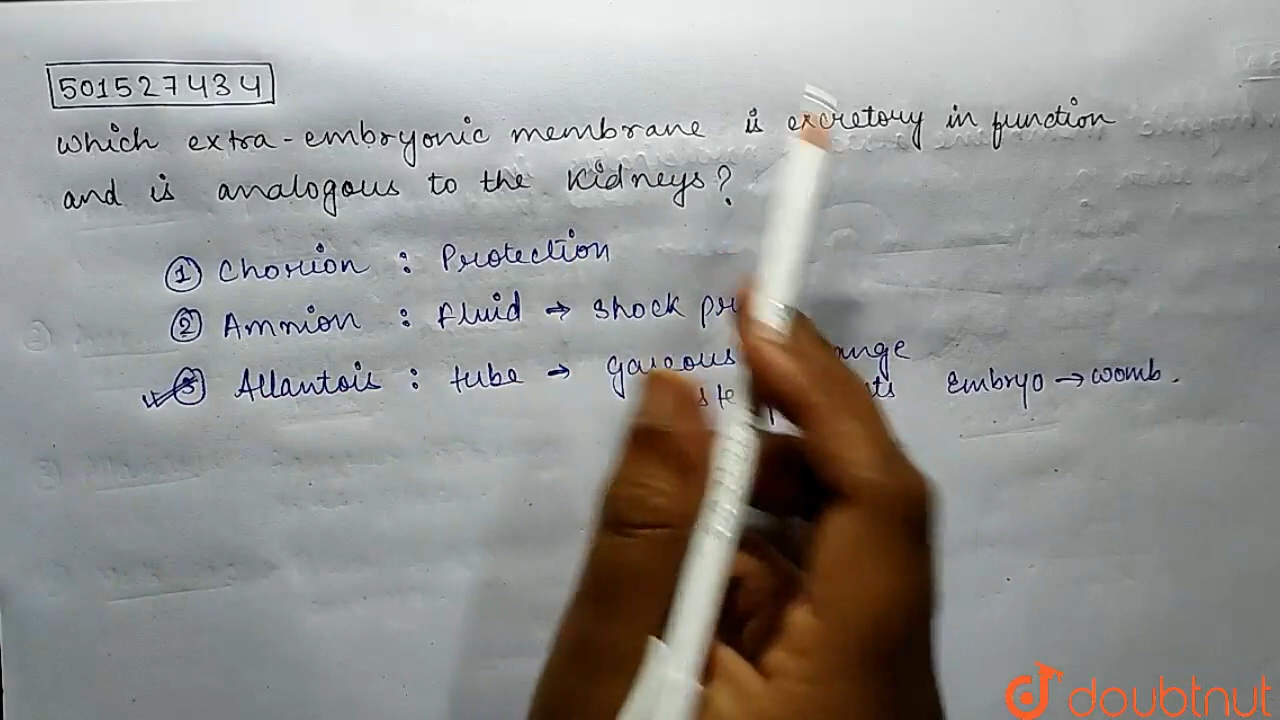 501527434
which extra-embryonic membrane is excretory in function
and is analogous to the kidneys?
① Chorion : Protection
② Amnion : fluid → shock
③ Allantois : tube → gaseous
embryo → womb.
doubtnut